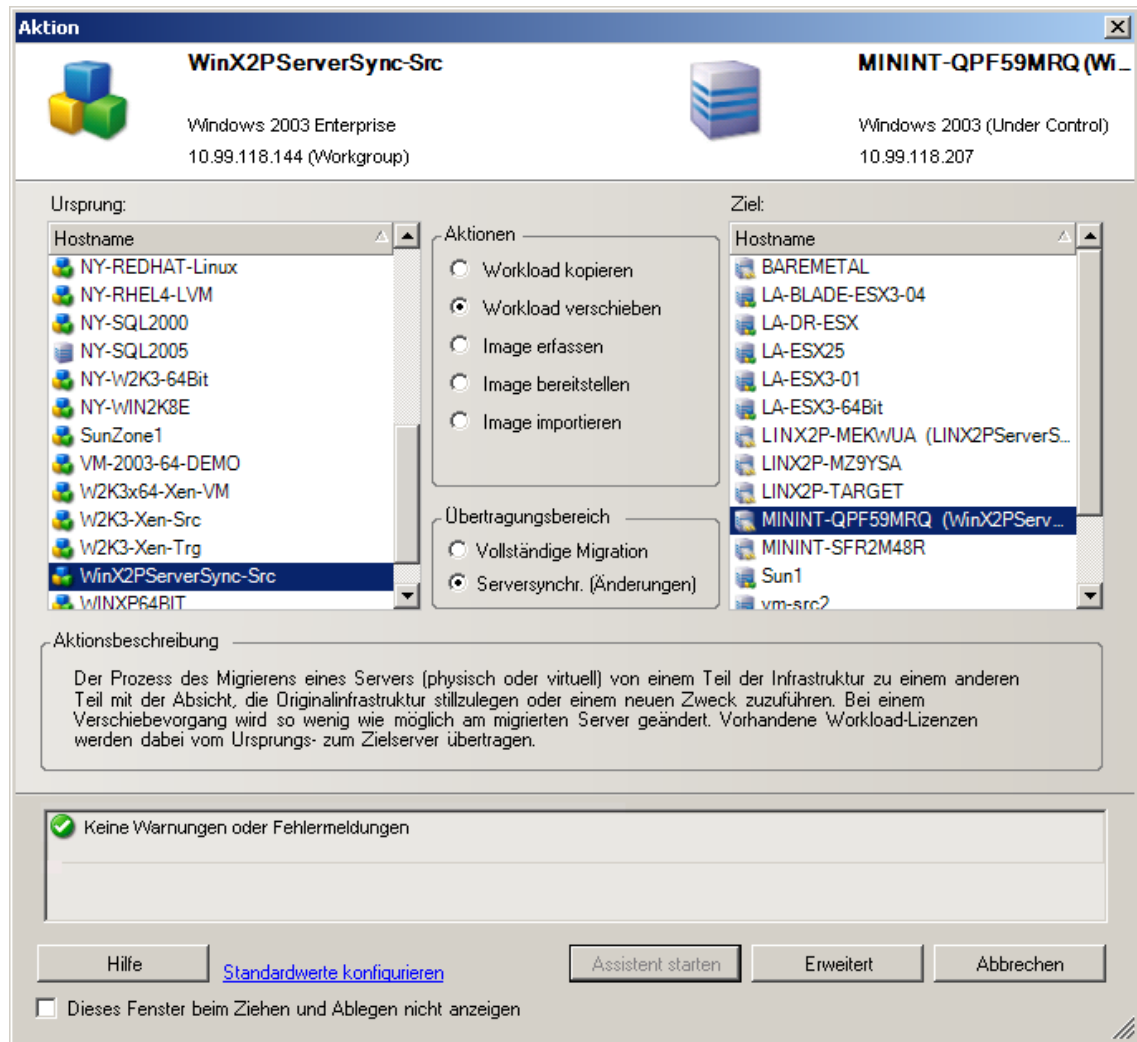 Aktion
WinX2PServerSync-Src
Windows 2003 Enterprise
10.99.118.144 (Workgroup)
MININT-QPF59MRQ (Wi...
Windows 2003 (Under Control)
10.99.118.207
Ursprung:
Hostname
NY-REDHAT-Linux
NY-RHEL4-LVM
NY-SQL2000
NY-SQL2005
NY-W2K3-64Bit
NY-WIN2K8E
SunZone1
VM-2003-64-DEMO
W2K3x64-Xen-VM
W2K3-Xen-Src
W2K3-Xen-Trg
WinX2PServerSync-Src
WINXP64BIT
Aktionen
Workload kopieren
Workload verschieben
Image erfassen
Image bereitstellen
Image importieren
Übertragungsbereich
Vollständige Migration
Serversynchr. (Änderungen)
Ziel:
Hostname
BAREMETAL
LA-BLADE-ESX3-04
LA-DR-ESX
LA-ESX25
LA-ESX3-01
LA-ESX3-64Bit
LINX2P-MEKWUA (LINX2PServerS...
LINX2P-MZ9YSA
LINX2P-TARGET
MININT-QPF59MRQ (WinX2PServ...
MININT-SFR2M48R
Sun1
vm-src2
Aktionsbeschreibung
Der Prozess des Migrierens eines Servers (physisch oder virtuell) von einem Teil der Infrastruktur zu einem anderen
Teil mit der Absicht, die Originalinfrastruktur stillzulegen oder einem neuen Zweck zuzuführen. Bei einem
Verschiebevorgang wird so wenig wie möglich am migrierten Server geändert. Vorhandene Workload-Lizenzen
werden dabei vom Ursprungs- zum Zielserver übertragen.
Keine Warnungen oder Fehlermeldungen
Hilfe
Standardwerte konfigurieren
Assistent starten
Erweitert
Abbrechen
Dieses Fenster beim Ziehen und Ablegen nicht anzeigen